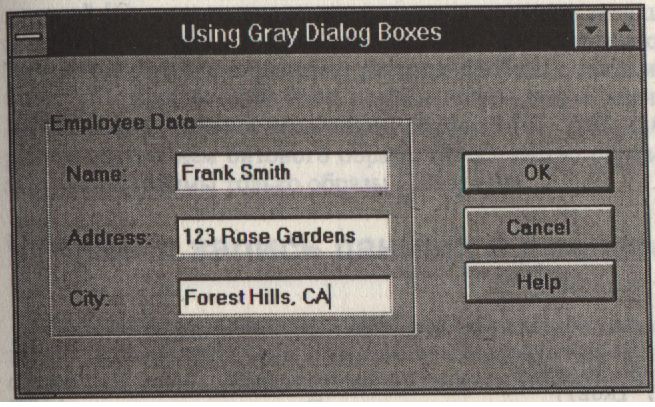 Using Gray Dialog Boxes
Employee Data
Name: Frank Smith
OK
Address: 123 Rose Gardens
Cancel
City: Forest Hills, CA
Help